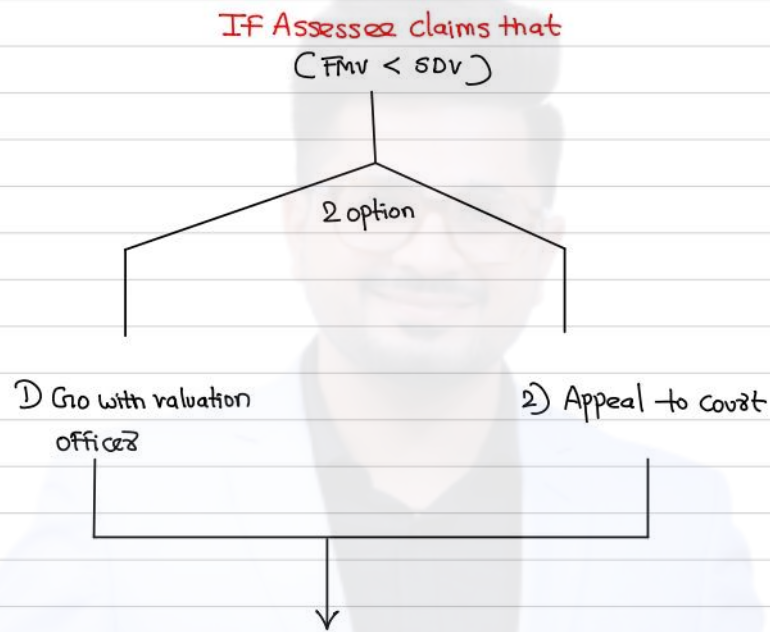 If Assessee claims that
(FMV < SDV)
2 option
1) Go with valuation
officer
2) Appeal to court